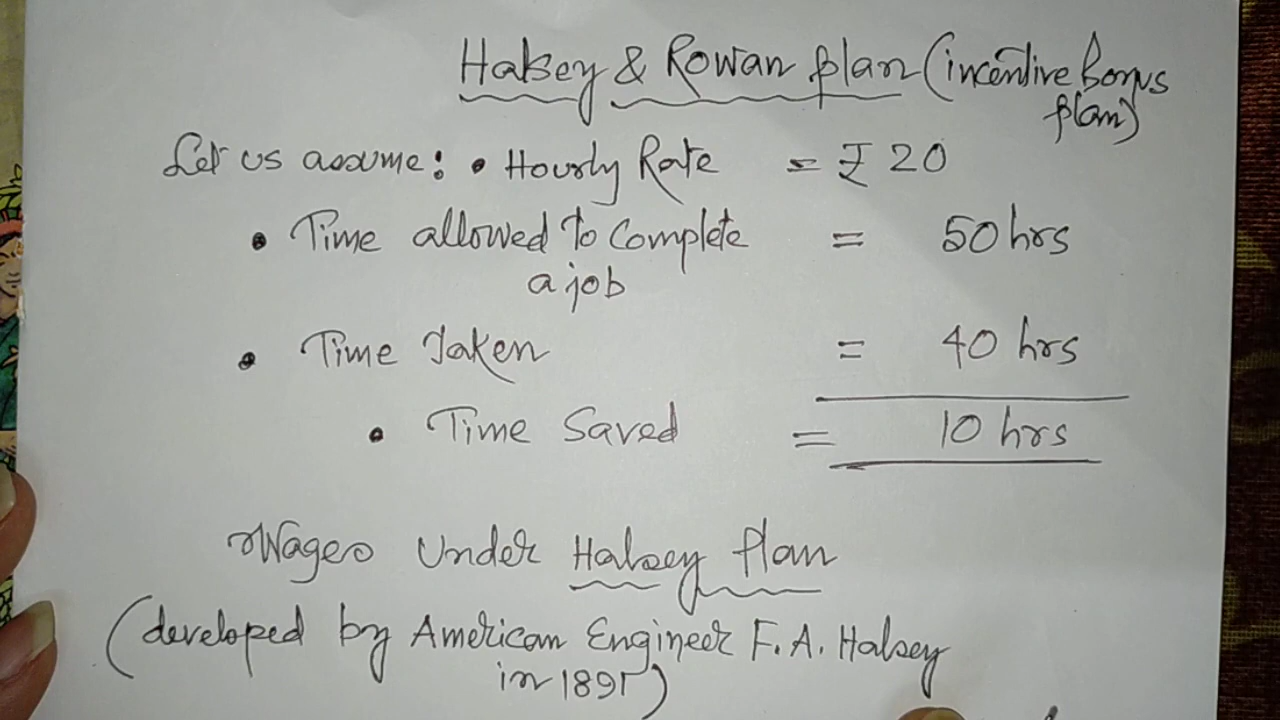 Halsey & Rowan plan (incentive Bonus
plan)
Let us assume: • Hourly Rate = ₹ 20
• Time allowed to Complete = 50 hrs
a job
• Time Taken = 40 hrs
• Time Saved = 10 hrs
Wages Under Halsey Plan
(developed by American Engineer F. A. Halsey
in 1891)